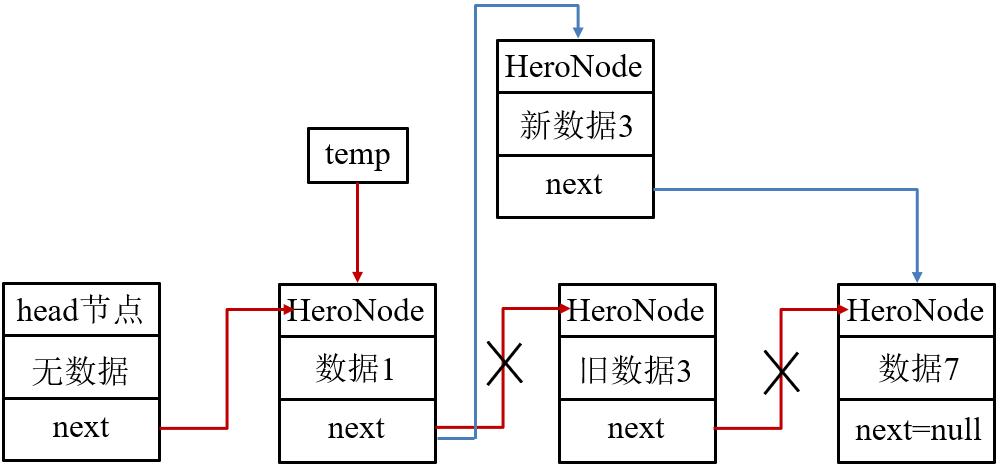 HeroNode
新数据3
next
temp
head节点
无数据
next
HeroNode
数据1
next
HeroNode
旧数据3
next
HeroNode
数据7
next=null